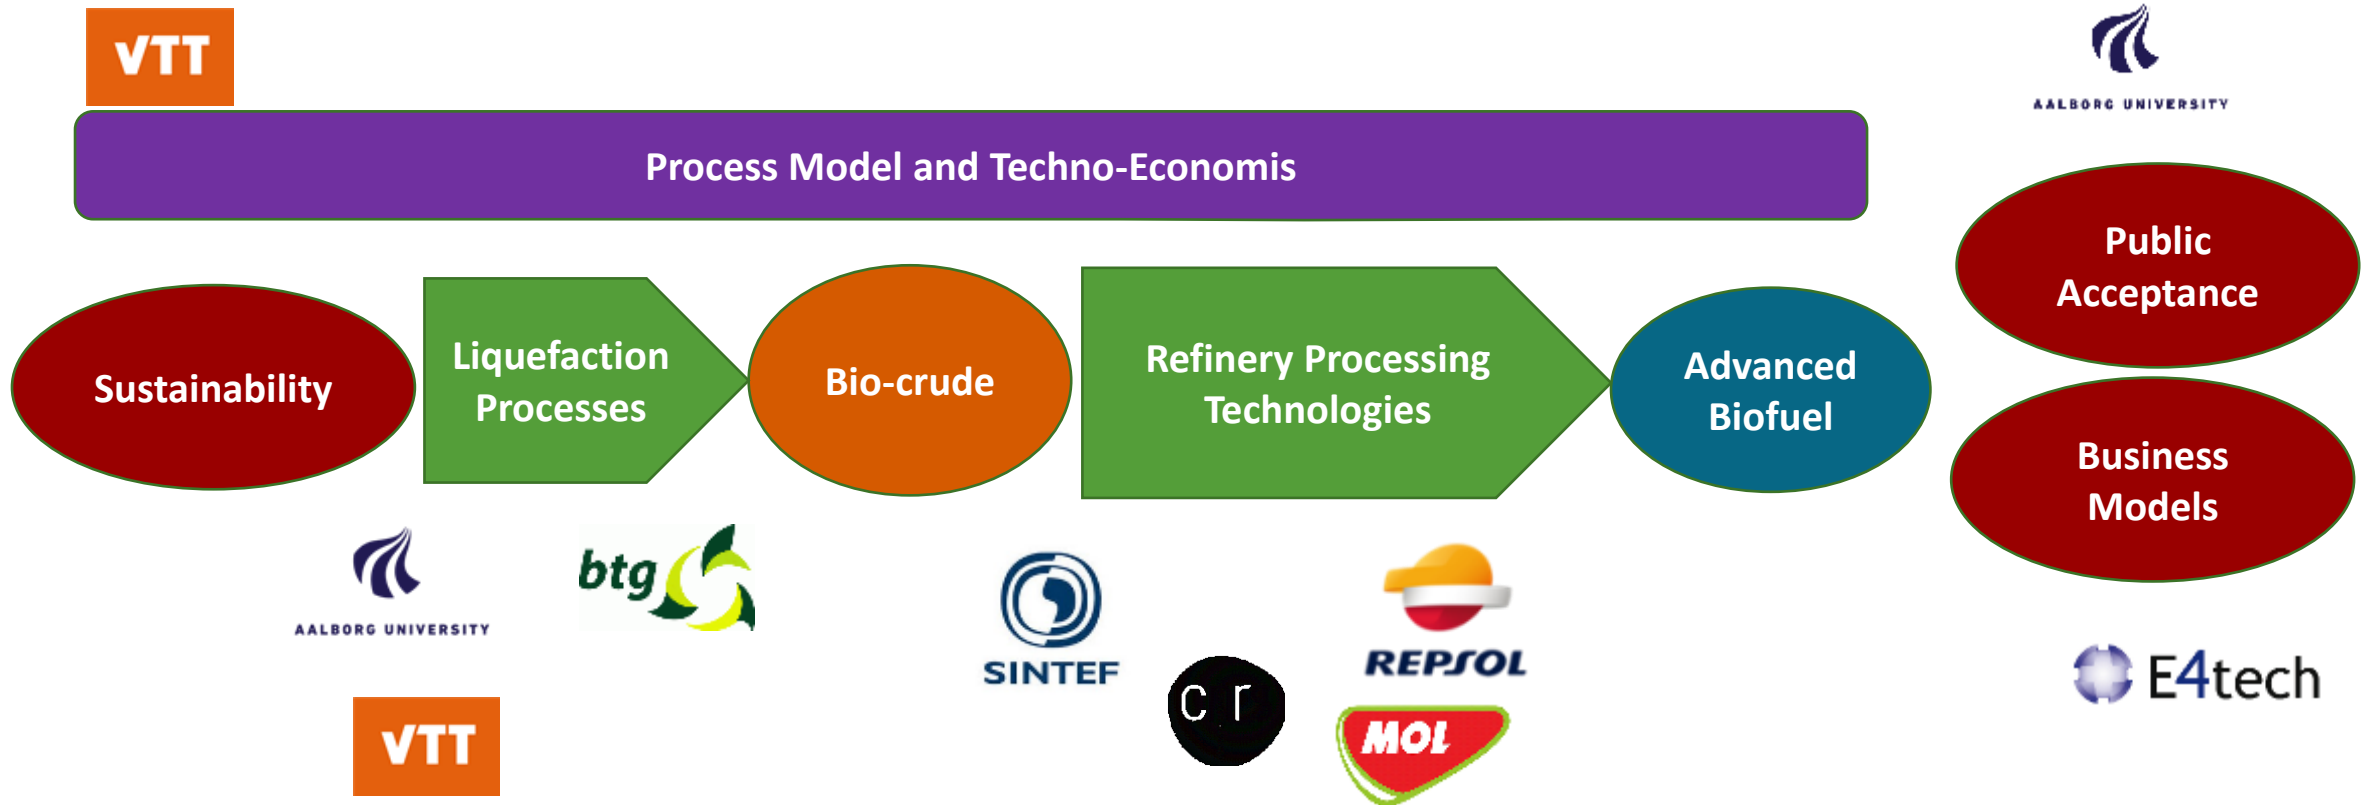 VTT
AALBORG UNIVERSITY
Process Model and Techno-Economis
Public
Acceptance
Sustainability
Liquefaction
Processes
Bio-crude
Refinery Processing
Technologies
Advanced
Biofuel
Business
Models
AALBORG UNIVERSITY
btg
SINTEF
REPSOL
c r
MOL
E4tech
VTT